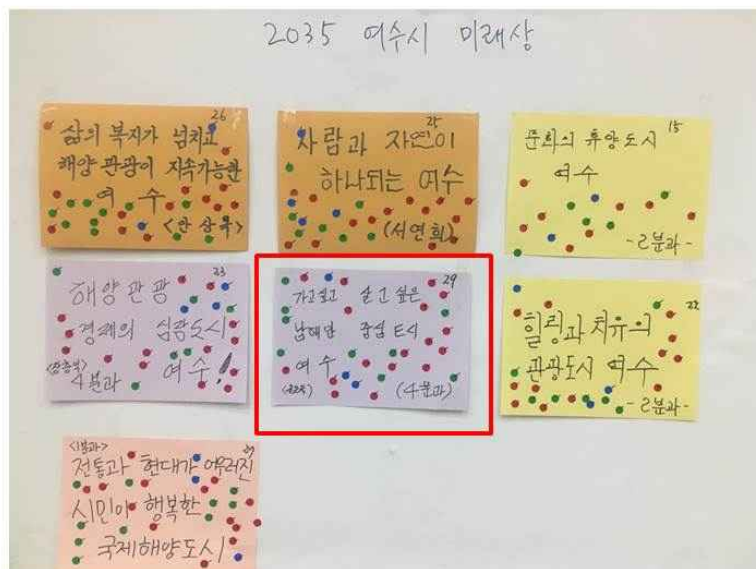 2035 여수시 미래상
26
삶의 복지가 넘치고
해양 관광이 지속가능한
여수
25
사람과 자연이
하나되는 여수
(서연희)
15
문화의 휴양도시
여수
-2분과-
23
해양관광
경제의 심장도시
4분과 여수!
29
가고싶고 살고 싶은
남해안 중심도시
여수
(4분과)
22
힐링과 치유의
관광도시 여수
-2분과-
<1분과>
전통과 현대가 어우러진
시민이 행복한
국제해양도시